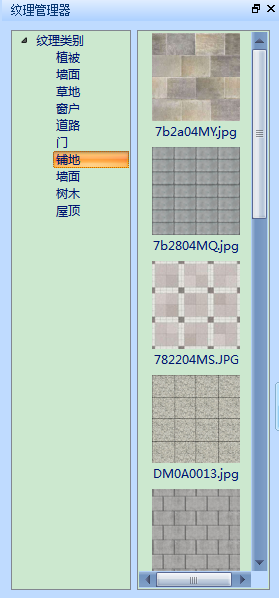 纹理管理器
纹理类别
植被
墙面
草地
窗户
道路
门
铺地
墙面
树木
屋顶
7b2a04MY.jpg
7b2804MQ.jpg
782204MS.JPG
DM0A0013.jpg